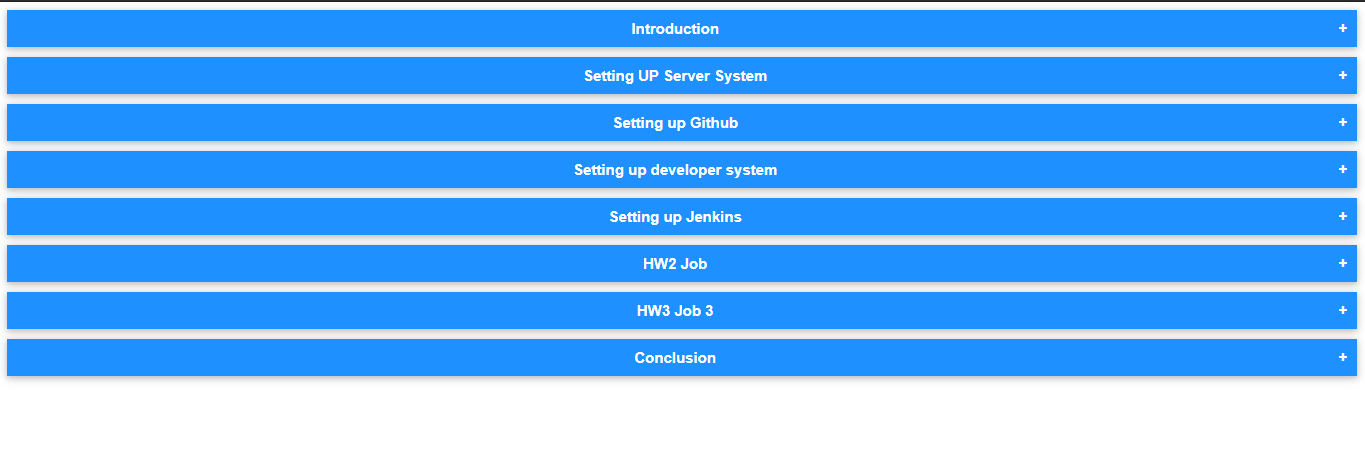 Introduction +
Setting UP Server System +
Setting up Github +
Setting up developer system +
Setting up Jenkins +
HW2 Job +
HW3 Job 3 +
Conclusion +